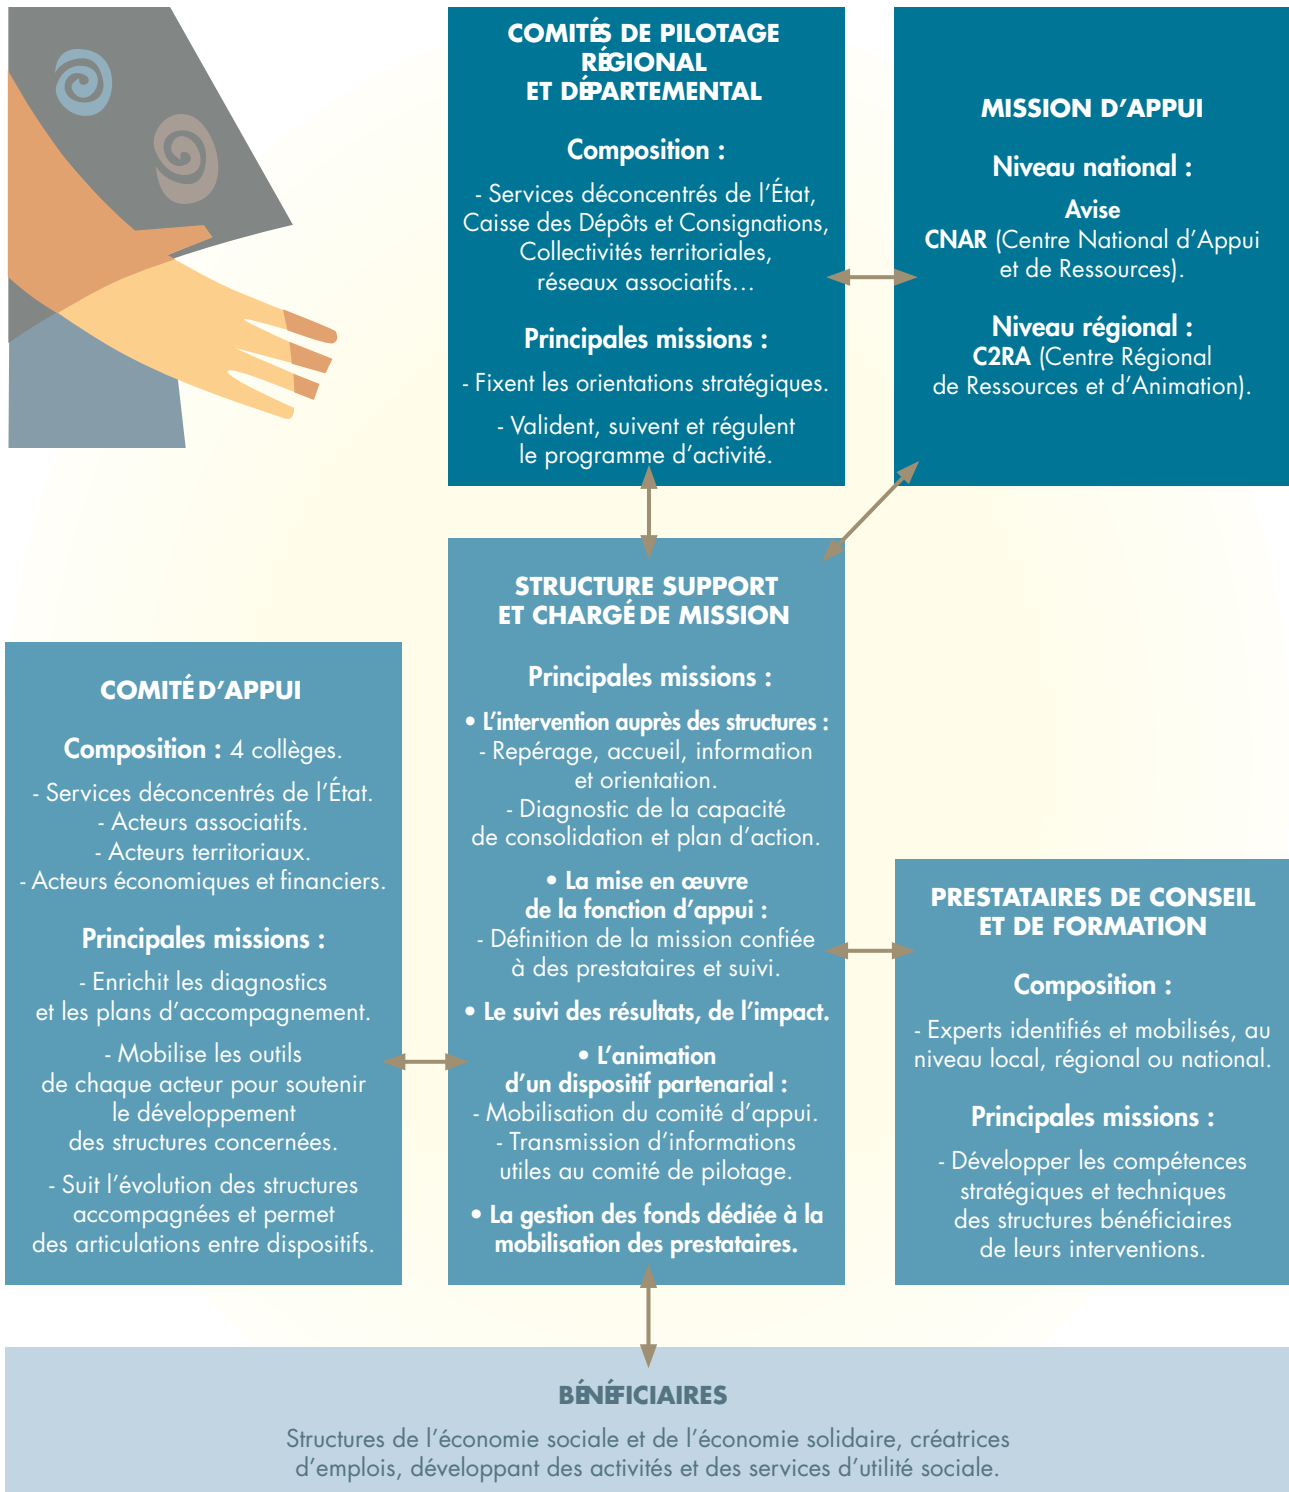 COMITÉS DE PILOTAGE
RÉGIONAL
ET DÉPARTEMENTAL
Composition :
- Services déconcentrés de l’État,
Caisse des Dépôts et Consignations,
Collectivités territoriales,
réseaux associatifs…
Principales missions :
- Fixent les orientations stratégiques.
- Valident, suivent et régulent
le programme d’activité.
MISSION D’APPUI
Niveau national :
Avise
CNAR (Centre National d’Appui
et de Ressources).
Niveau régional :
C2RA (Centre Régional
de Ressources et d’Animation).
STRUCTURE SUPPORT
ET CHARGÉ DE MISSION
Principales missions :
• L’intervention auprès des structures :
- Repérage, accueil, information
et orientation.
- Diagnostic de la capacité
de consolidation et plan d’action.
• La mise en œuvre
de la fonction d’appui :
- Définition de la mission confiée
à des prestataires et suivi.
• Le suivi des résultats, de l’impact.
• L’animation
d’un dispositif partenarial :
- Mobilisation du comité d’appui.
- Transmission d’informations
utiles au comité de pilotage.
• La gestion des fonds dédiée à la
mobilisation des prestataires.
COMITÉ D’APPUI
Composition : 4 collèges.
- Services déconcentrés de l’État.
- Acteurs associatifs.
- Acteurs territoriaux.
- Acteurs économiques et financiers.
Principales missions :
- Enrichit les diagnostics
et les plans d’accompagnement.
- Mobilise les outils
de chaque acteur pour soutenir
le développement
des structures concernées.
- Suit l’évolution des structures
accompagnées et permet
des articulations entre dispositifs.
PRESTATAIRES DE CONSEIL
ET DE FORMATION
Composition :
- Experts identifiés et mobilisés, au
niveau local, régional ou national.
Principales missions :
- Développer les compétences
stratégiques et techniques
des structures bénéficiaires
de leurs interventions.
BÉNÉFICIAIRES
Structures de l’économie sociale et de l’économie solidaire, créatrices
d’emplois, développant des activités et des services d’utilité sociale.